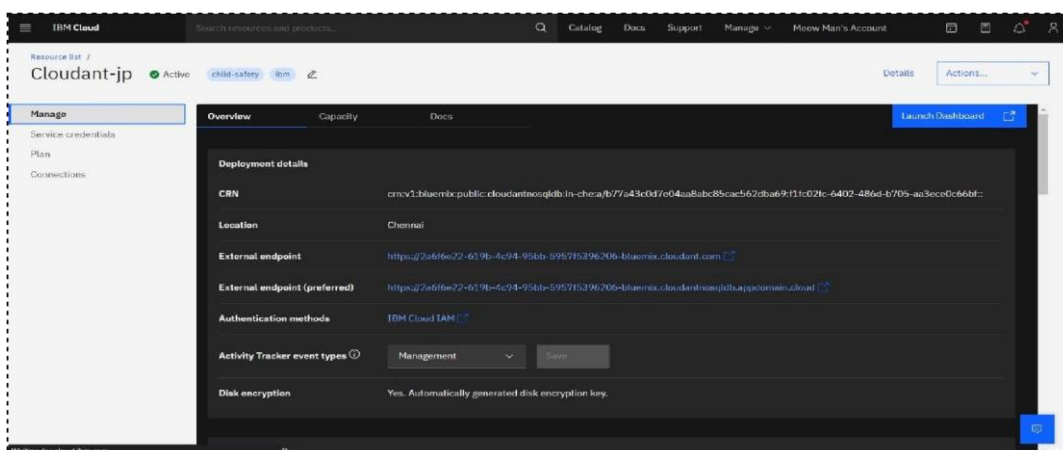 IBM Cloud
Search resources and products...
Catalog Docs Support Manage Meow Man's Account
Resource list /
Cloudant-jp Active child-safety ibm Details Actions...
Manage
Service credentials
Plan
Connections
Overview Capacity Docs Launch Dashboard
Deployment details
CRN crn:v1:bluemix:public:cloudantnosqldb:in-che:a/b77a43c0d7e04aa8abc85cac562dba69:f1fc02fc-6402-486d-b705-aa3ece0c66bf::
Location Chennai
External endpoint https://2a6f6e22-619b-4c94-95bb-5957f5396206-bluemix.cloudant.com
External endpoint (preferred) https://2a6f6e22-619b-4c94-95bb-5957f5396206-bluemix.cloudantnosqldb.appdomain.cloud
Authentication methods IBM Cloud IAM
Activity Tracker event types Management Save
Disk encryption Yes. Automatically generated disk encryption key.